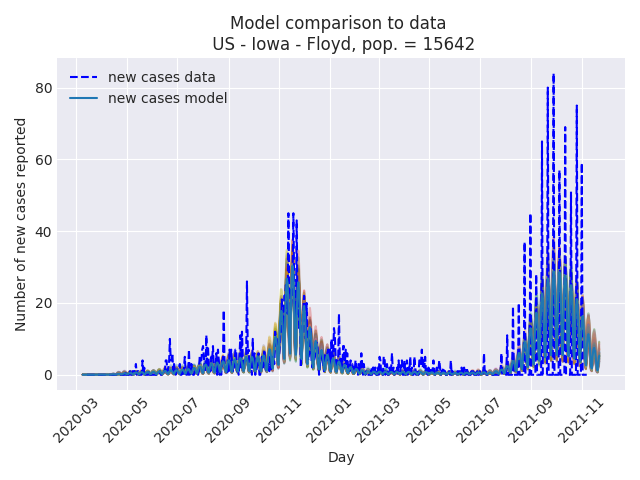 Model comparison to data
US - Iowa - Floyd, pop. = 15642
new cases data
new cases model
Number of new cases reported
80
60
40
20
0
2020-03
2020-05
2020-07
2020-09
2020-11
2021-01
2021-03
2021-05
2021-07
2021-09
2021-11
Day